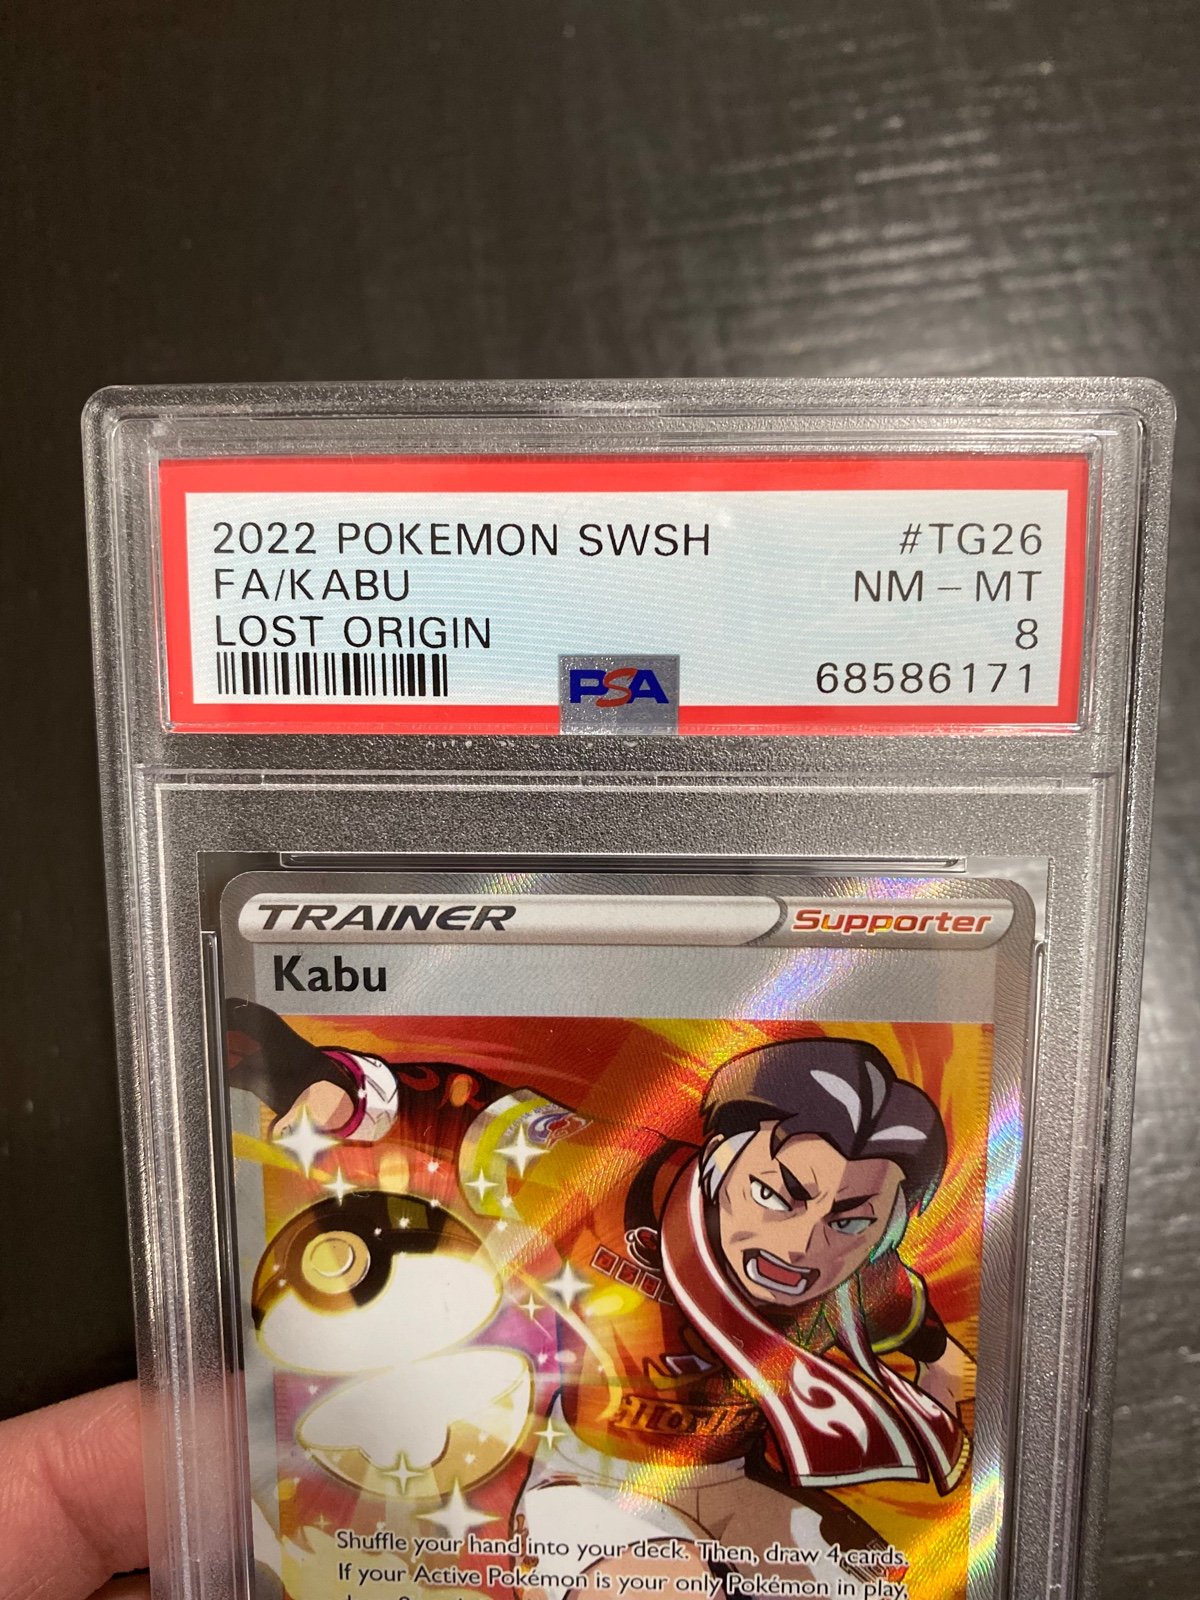 2022 POKEMON SWSH #TG26
FA/KABU NM - MT
LOST ORIGIN 8
PSA 68586171
TRAINER Supporter
Kabu
Shuffle your hand into your deck. Then, draw 4 cards.
If your Active Pokémon is your only Pokémon in play,